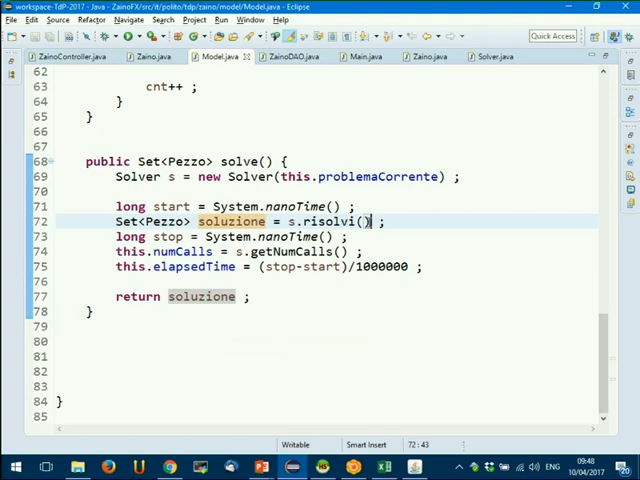 workspace-TdP-2017 - Java - ZainoFX/src/it/polito/tdp/zaino/model/Model.java - Eclipse
File Edit Source Refactor Navigate Search Project Run Window Help
Quick Access
ZainoController.java Zaino.java Model.java ZainoDAO.java Main.java Zaino.java Solver.java
62
63 cnt++ ;
64 }
65 }
66
67
68 public Set<Pezzo> solve() {
69 Solver s = new Solver(this.problemaCorrente) ;
70
71 long start = System.nanoTime() ;
72 Set<Pezzo> soluzione = s.risolvi() ;
73 long stop = System.nanoTime() ;
74 this.numCalls = s.getNumCalls() ;
75 this.elapsedTime = (stop-start)/1000000 ;
76
77 return soluzione ;
78 }
79
80
81
82
83
84 }
85
Writable Smart Insert 72 : 43
ENG 09:48
10/04/2017 20